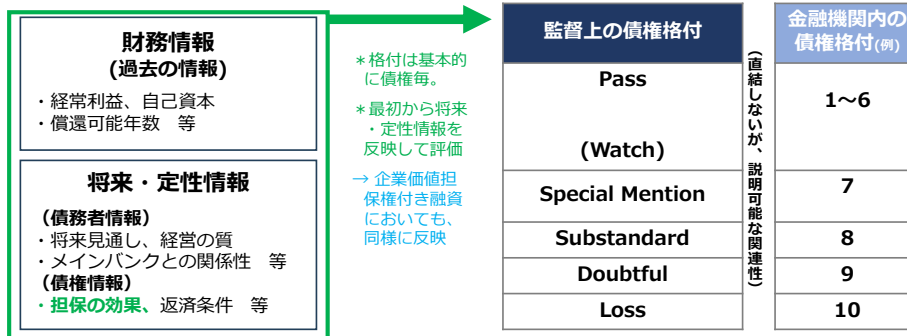 財務情報
(過去の情報)
・経常利益、自己資本
・償還可能年数　等
将来・定性情報
（債務者情報）
・将来見通し、経営の質
・メインバンクとの関係性　等
（債権情報）
・担保の効果、返済条件　等
＊格付は基本的
に債権毎。
＊最初から将来
・定性情報を
反映して評価
→ 企業価値担
保権付き融資
においても、
同様に反映
監督上の債権格付
Pass
(Watch)
Special Mention
Substandard
Doubtful
Loss
(直結しないが、説明可能な関連性)
金融機関内の
債権格付(例)
1～6
7
8
9
10